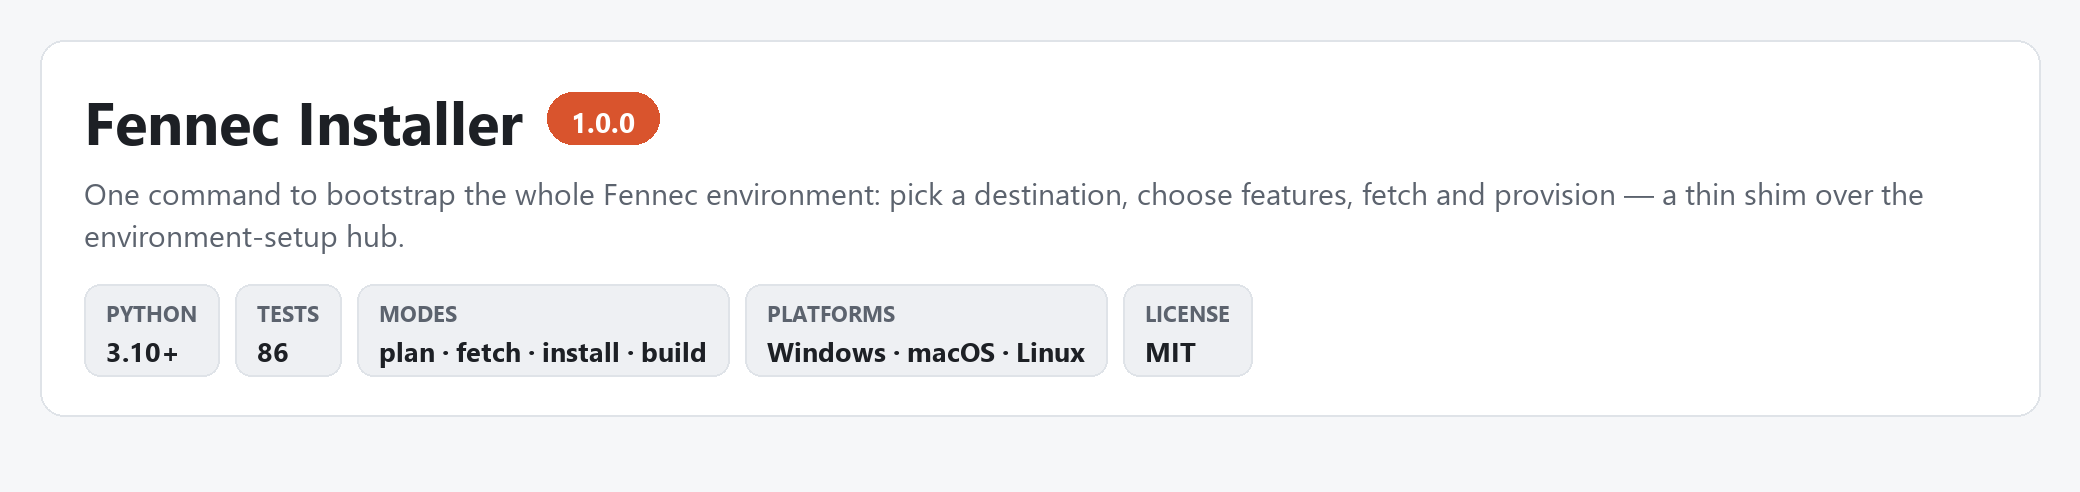 Fennec Installer 1.0.0
One command to bootstrap the whole Fennec environment: pick a destination, choose features, fetch and provision — a thin shim over the
environment-setup hub.
PYTHON
3.10+
TESTS
86
MODES
plan · fetch · install · build
PLATFORMS
Windows · macOS · Linux
LICENSE
MIT